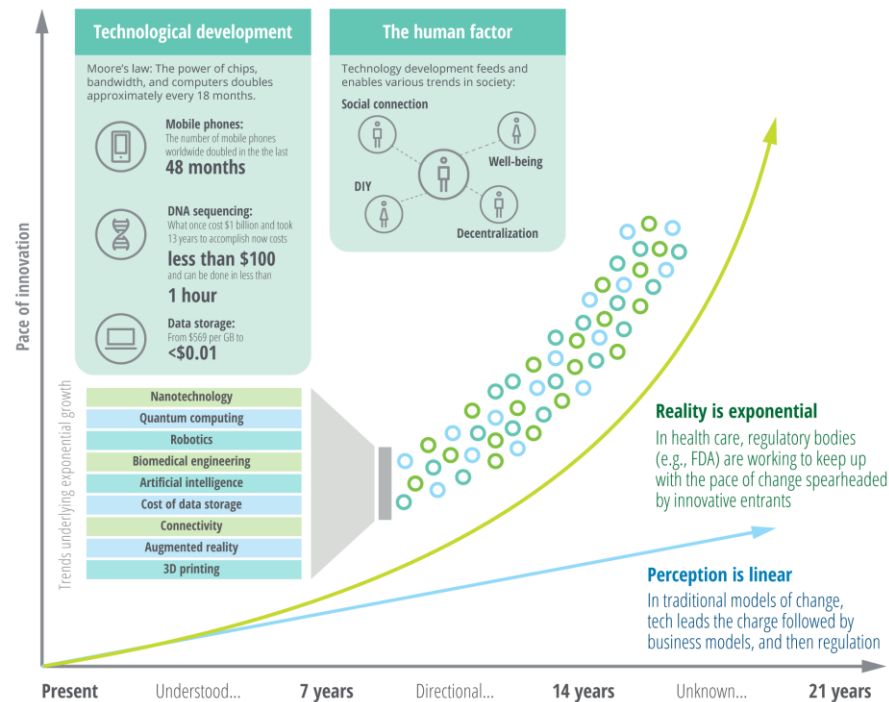 Technological development
Moore's law: The power of chips,
bandwidth, and computers doubles
approximately every 18 months.
Mobile phones:
The number of mobile phones
worldwide doubled in the the last
48 months
DNA sequencing:
What once cost $1 billion and took
13 years to accomplish now costs
less than $100
and can be done in less than
1 hour
Data storage:
From $569 per GB to
<$0.01
The human factor
Technology development feeds and
enables various trends in society:
Social connection
Well-being
DIY
Decentralization
Pace of innovation
Trends underlying exponential growth
Nanotechnology
Quantum computing
Robotics
Biomedical engineering
Artificial intelligence
Cost of data storage
Connectivity
Augmented reality
3D printing
Reality is exponential
In health care, regulatory bodies
(e.g., FDA) are working to keep up
with the pace of change spearheaded
by innovative entrants
Perception is linear
In traditional models of change,
tech leads the charge followed by
business models, and then regulation
Present
Understood...
7 years
Directional...
14 years
Unknown...
21 years